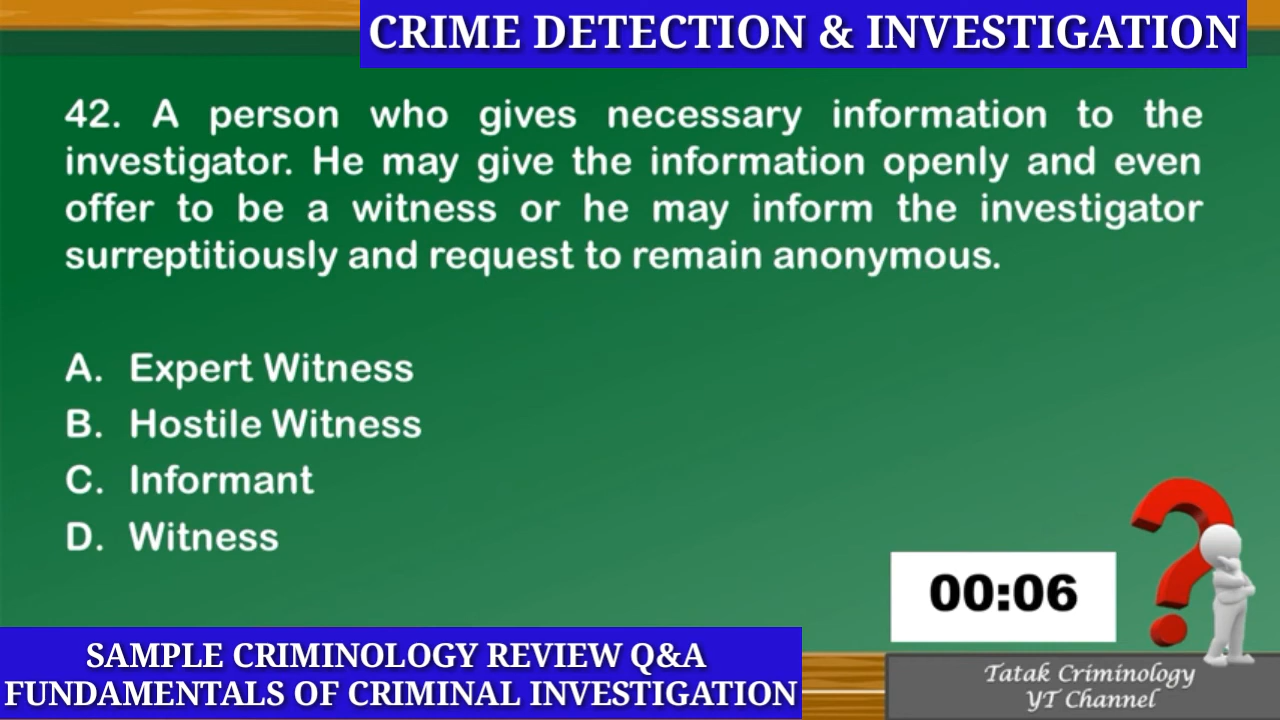 CRIME DETECTION & INVESTIGATION
42. A person who gives necessary information to the
investigator. He may give the information openly and even
offer to be a witness or he may inform the investigator
surreptitiously and request to remain anonymous.
A. Expert Witness
B. Hostile Witness
C. Informant
D. Witness
00:06
SAMPLE CRIMINOLOGY REVIEW Q&A
FUNDAMENTALS OF CRIMINAL INVESTIGATION
Tatak Criminology
YT Channel